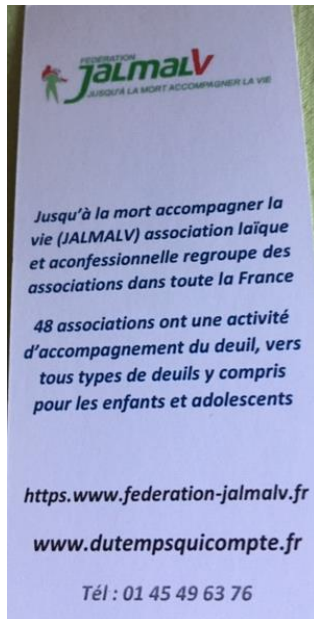 FEDERATION
JALMALV
JUSQU'À LA MORT ACCOMPAGNER LA VIE
Jusqu'à la mort accompagner la
vie (JALMALV) association laïque
et aconfessionnelle regroupe des
associations dans toute la France
48 associations ont une activité
d'accompagnement du deuil, vers
tous types de deuils y compris
pour les enfants et adolescents
https.www.federation-jalmalv.fr
www.dutempsquicompte.fr
Tél : 01 45 49 63 76